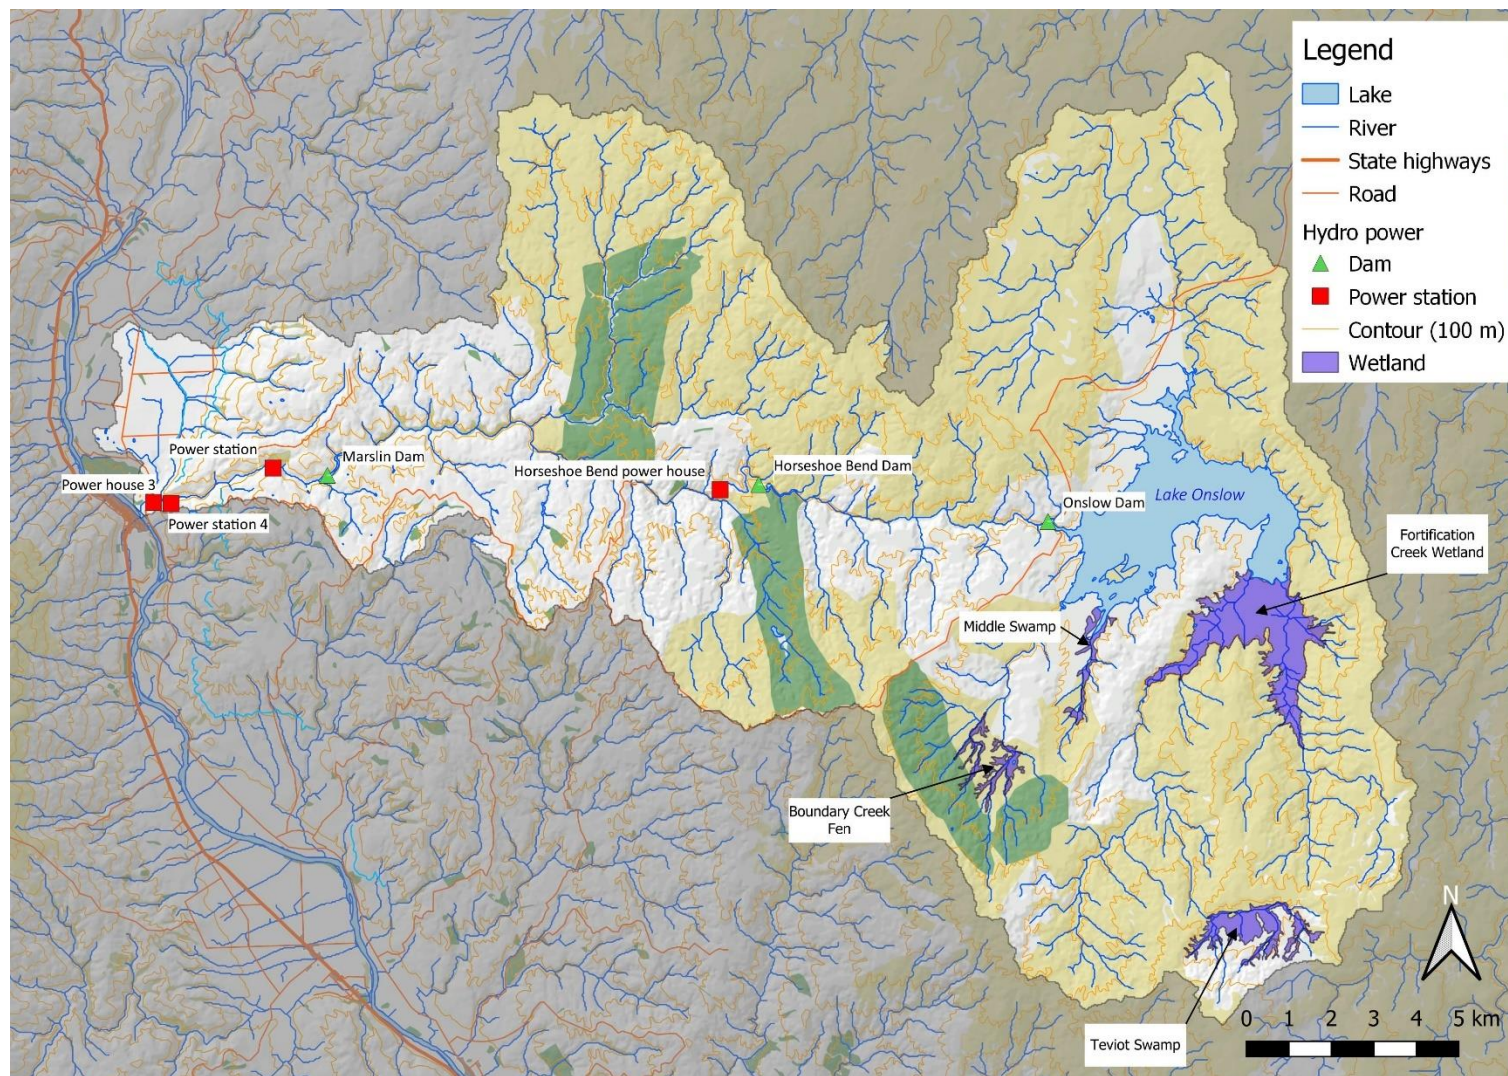 Legend
Lake
River
State highways
Road
Hydro power
Dam
Power station
Contour (100 m)
Wetland
Power station
Marslin Dam
Power house 3
Power station 4
Horseshoe Bend power house
Horseshoe Bend Dam
Onslow Dam
Lake Onslow
Fortification
Creek Wetland
Middle Swamp
Boundary Creek
Fen
Teviot Swamp
N
0 1 2 3 4 5 km